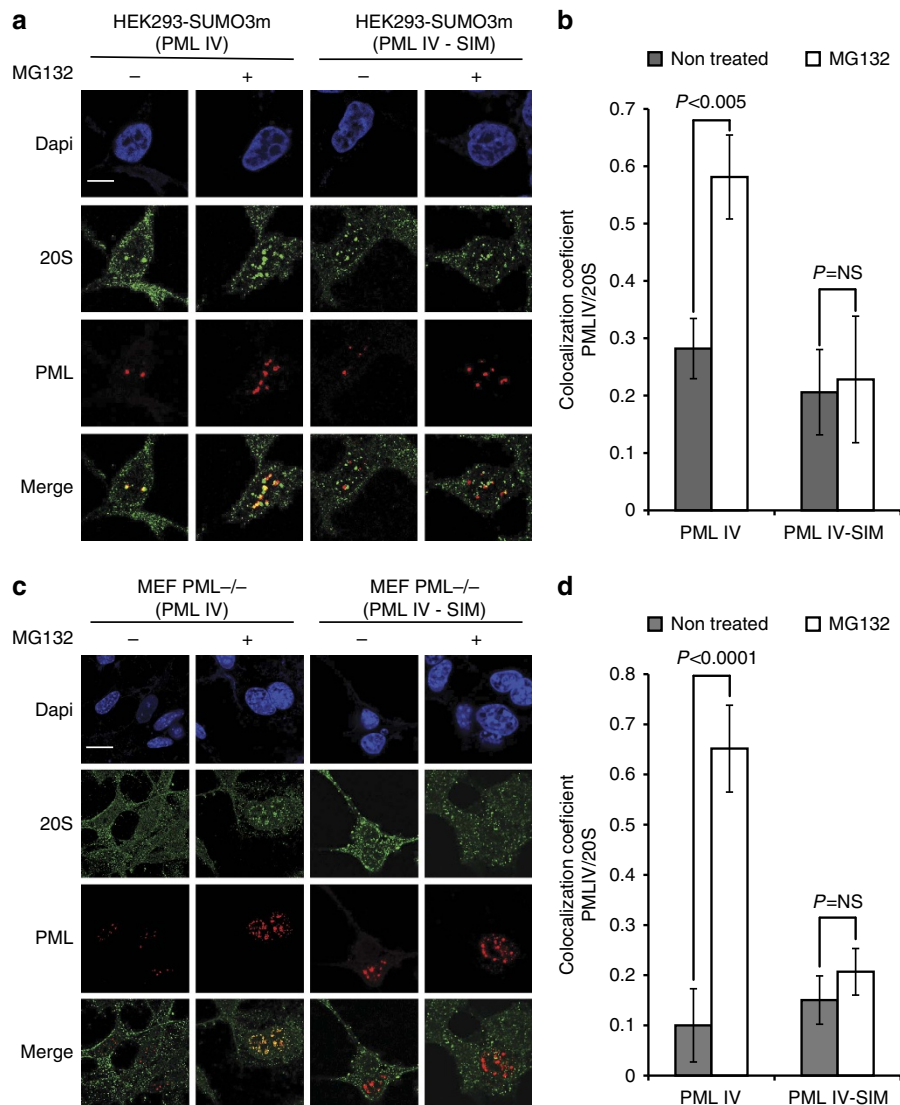 a
HEK293-SUMO3m
(PML IV)
HEK293-SUMO3m
(PML IV - SIM)
MG132
–
+
–
+
Dapi
20S
PML
Merge
b
Non treated
MG132
Colocalization coeficient
PMLIV/20S
0.7
0.6
0.5
0.4
0.3
0.2
0.1
0
P<0.005
P=NS
PML IV
PML IV-SIM
c
MEF PML–/–
(PML IV)
MEF PML–/–
(PML IV - SIM)
MG132
–
+
–
+
Dapi
20S
PML
Merge
d
Non treated
MG132
Colocalization coeficient
PMLIV/20S
0.8
0.7
0.6
0.5
0.4
0.3
0.2
0.1
0
P<0.0001
P=NS
PML IV
PML IV-SIM